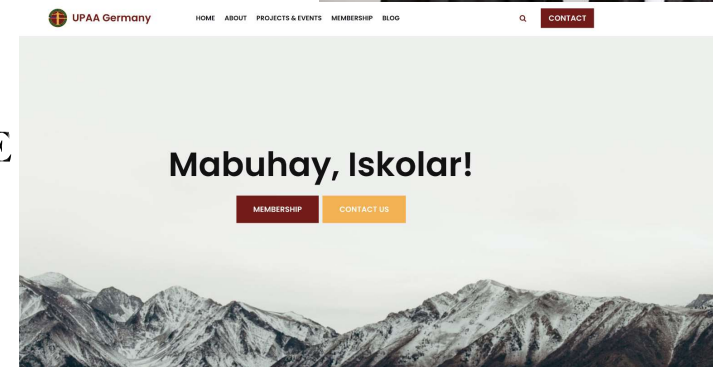 UPAA Germany
HOME ABOUT PROJECTS & EVENTS MEMBERSHIP BLOG
CONTACT
E
Mabuhay, Iskolar!
MEMBERSHIP CONTACT US